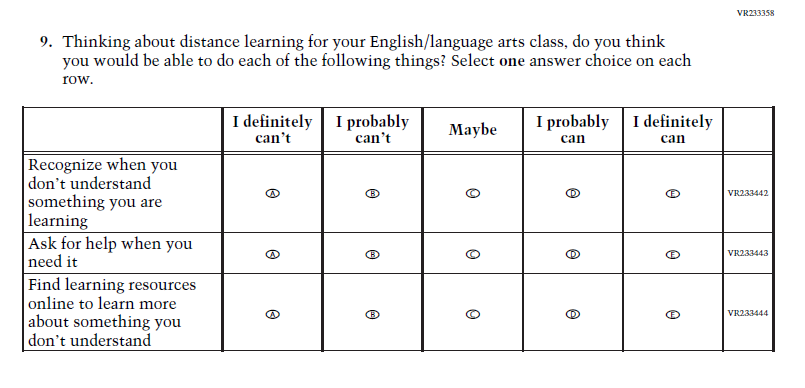 VR233358
9. Thinking about distance learning for your English/language arts class, do you think
you would be able to do each of the following things? Select one answer choice on each
row.
I definitely can't I probably can't Maybe I probably can I definitely can
Recognize when you
don't understand
something you are
learning
A B C D E VR233442
Ask for help when you
need it
A B C D E VR233443
Find learning resources
online to learn more
about something you
don't understand
A B C D E VR233444